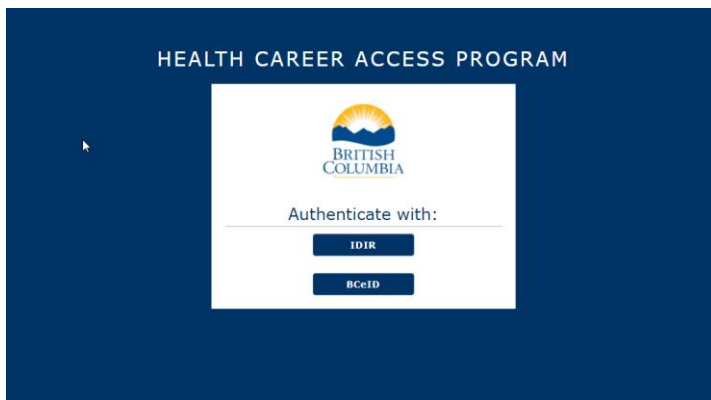 HEALTH CAREER ACCESS PROGRAM
BRITISH
COLUMBIA
Authenticate with:
IDIR
BCeID